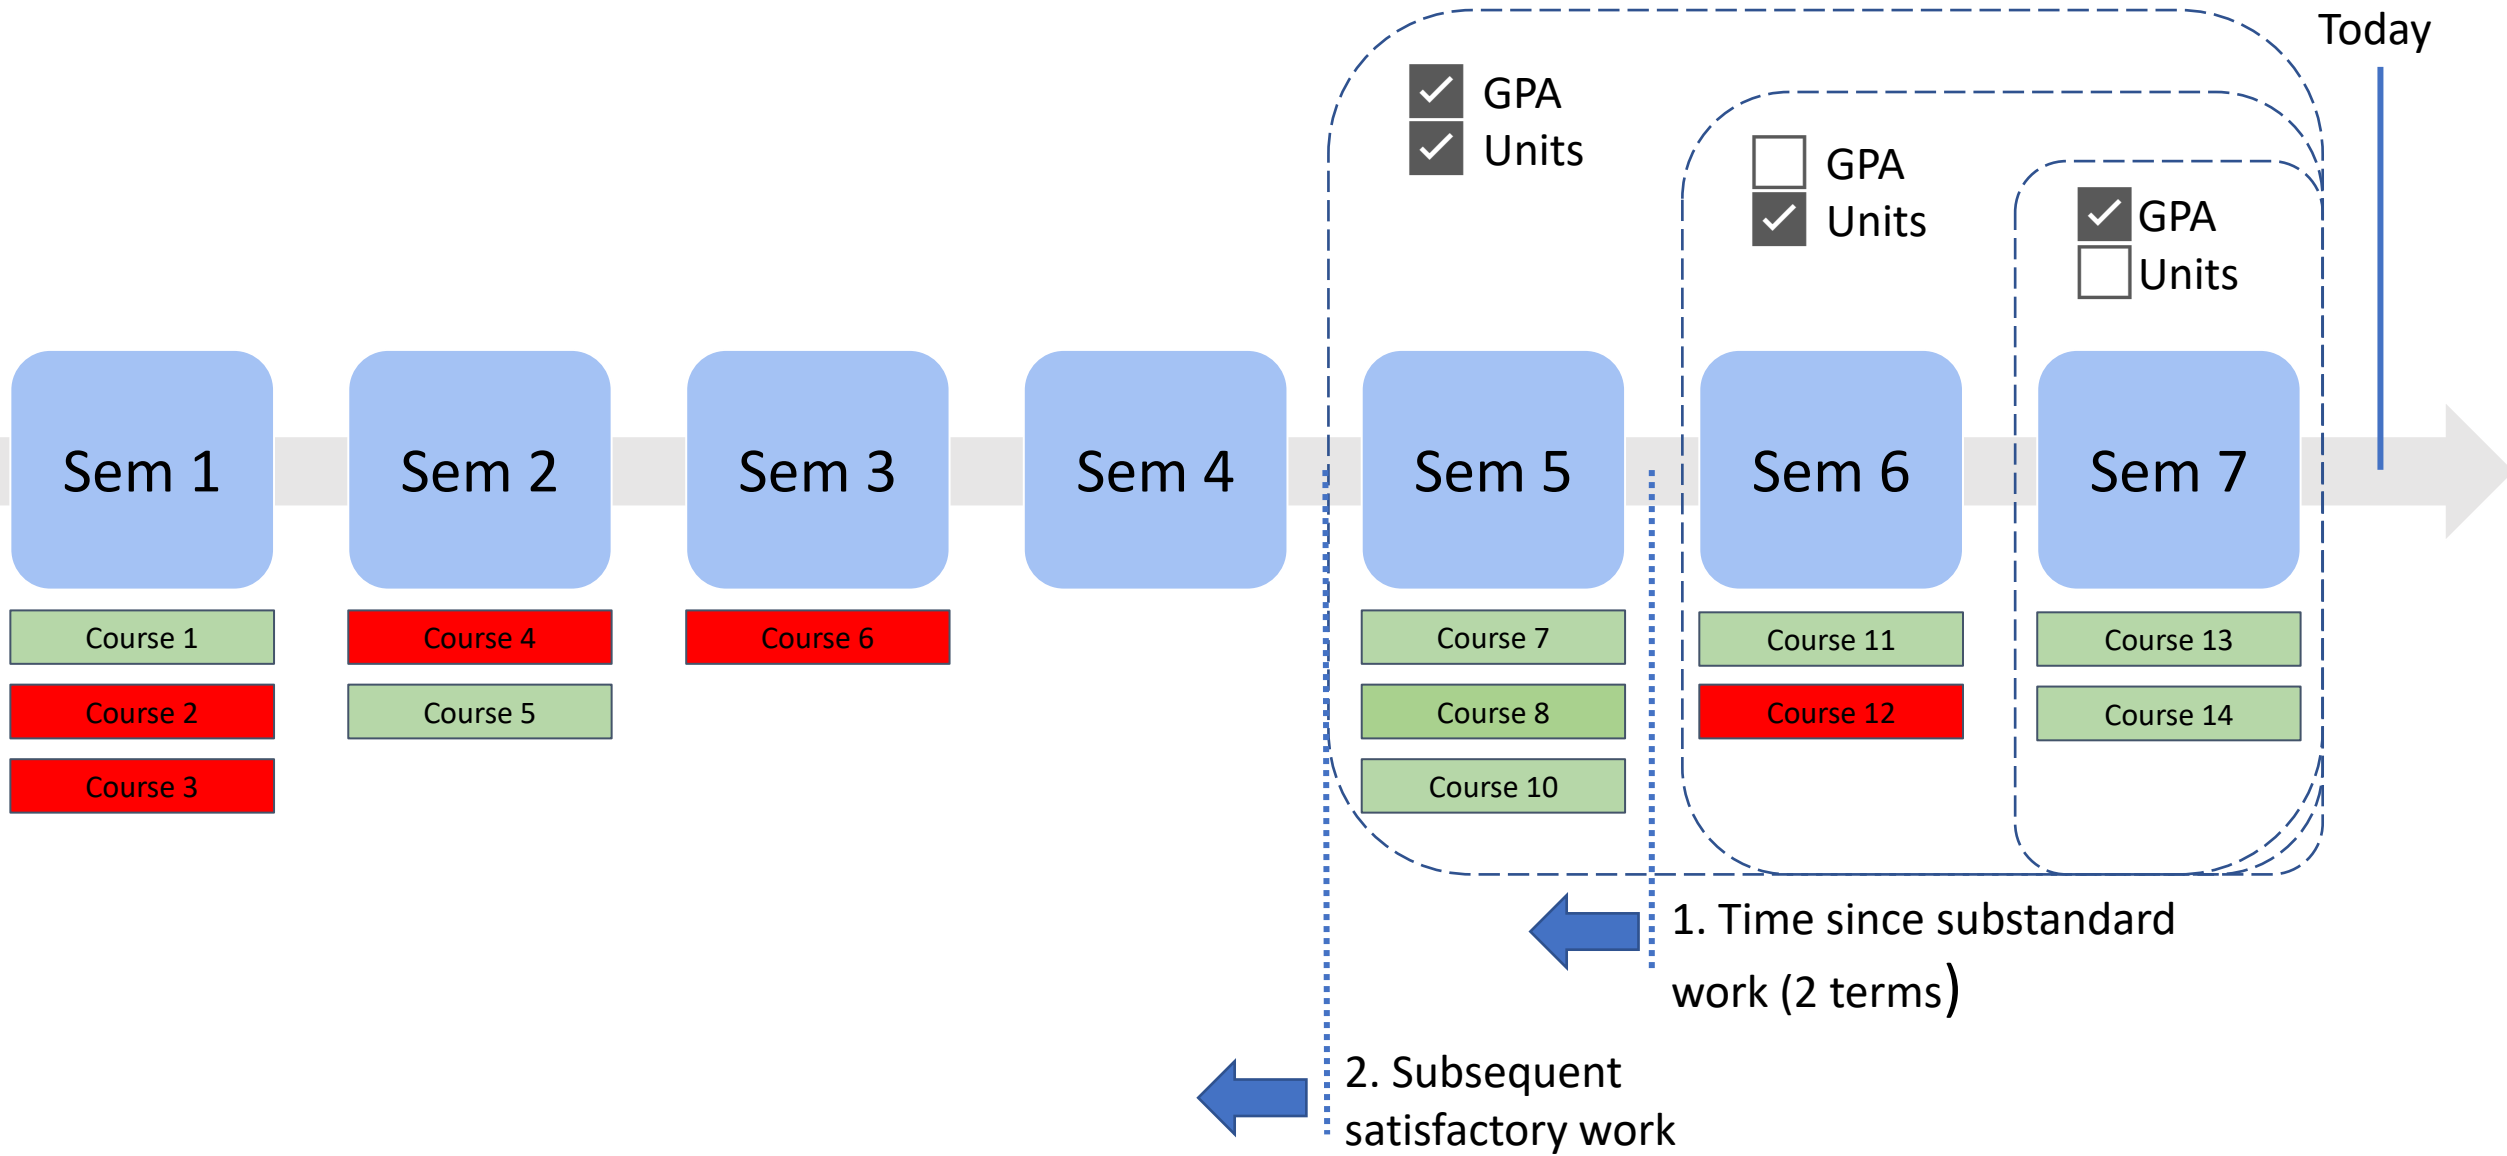 Today
GPA
Units
GPA
Units
GPA
Units
Sem 1
Sem 2
Sem 3
Sem 4
Sem 5
Sem 6
Sem 7
Course 1
Course 2
Course 3
Course 4
Course 5
Course 6
Course 7
Course 8
Course 10
Course 11
Course 12
Course 13
Course 14
1. Time since substandard
work (2 terms)
2. Subsequent
satisfactory work